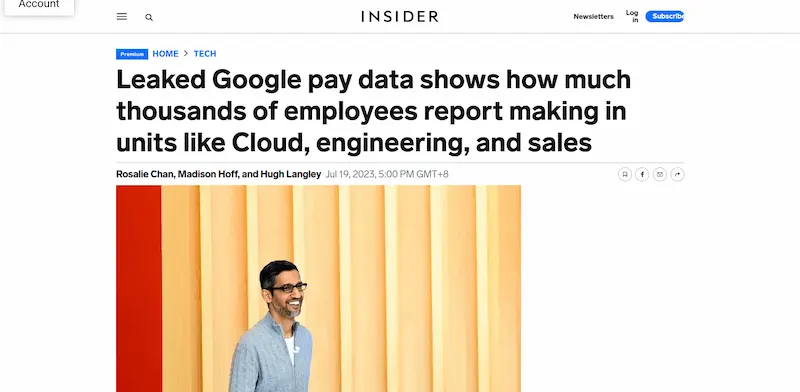 Account
INSIDER
Newsletters
Log in
Subscribe
Premium HOME > TECH
Leaked Google pay data shows how much
thousands of employees report making in
units like Cloud, engineering, and sales
Rosalie Chan, Madison Hoff, and Hugh Langley Jul 19, 2023, 5:00 PM GMT+8